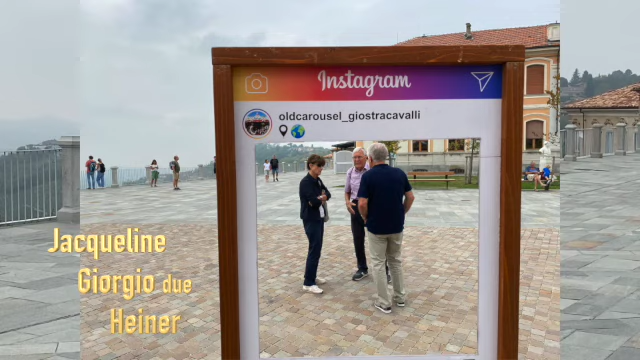 Instagram
oldcarousel_giostracavalli
Jacqueline
Giorgio due
Heiner